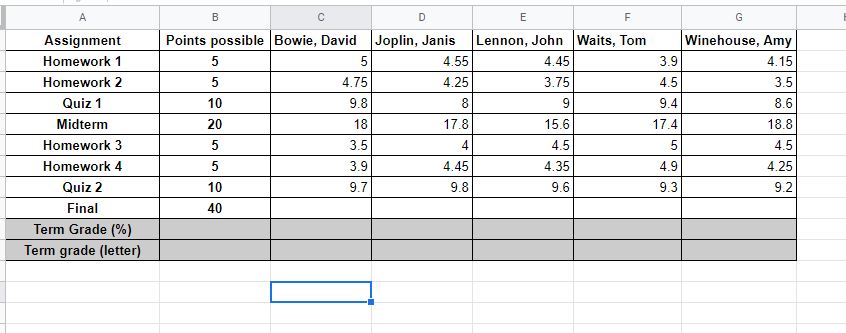 A B C D E F G
Assignment Points possible Bowie, David Joplin, Janis Lennon, John Waits, Tom Winehouse, Amy
Homework 1 5 5 4.55 4.45 3.9 4.15
Homework 2 5 4.75 4.25 3.75 4.5 3.5
Quiz 1 10 9.8 8 9 9.4 8.6
Midterm 20 18 17.8 15.6 17.4 18.8
Homework 3 5 3.5 4 4.5 5 4.5
Homework 4 5 3.9 4.45 4.35 4.9 4.25
Quiz 2 10 9.7 9.8 9.6 9.3 9.2
Final 40
Term Grade (%)
Term grade (letter)